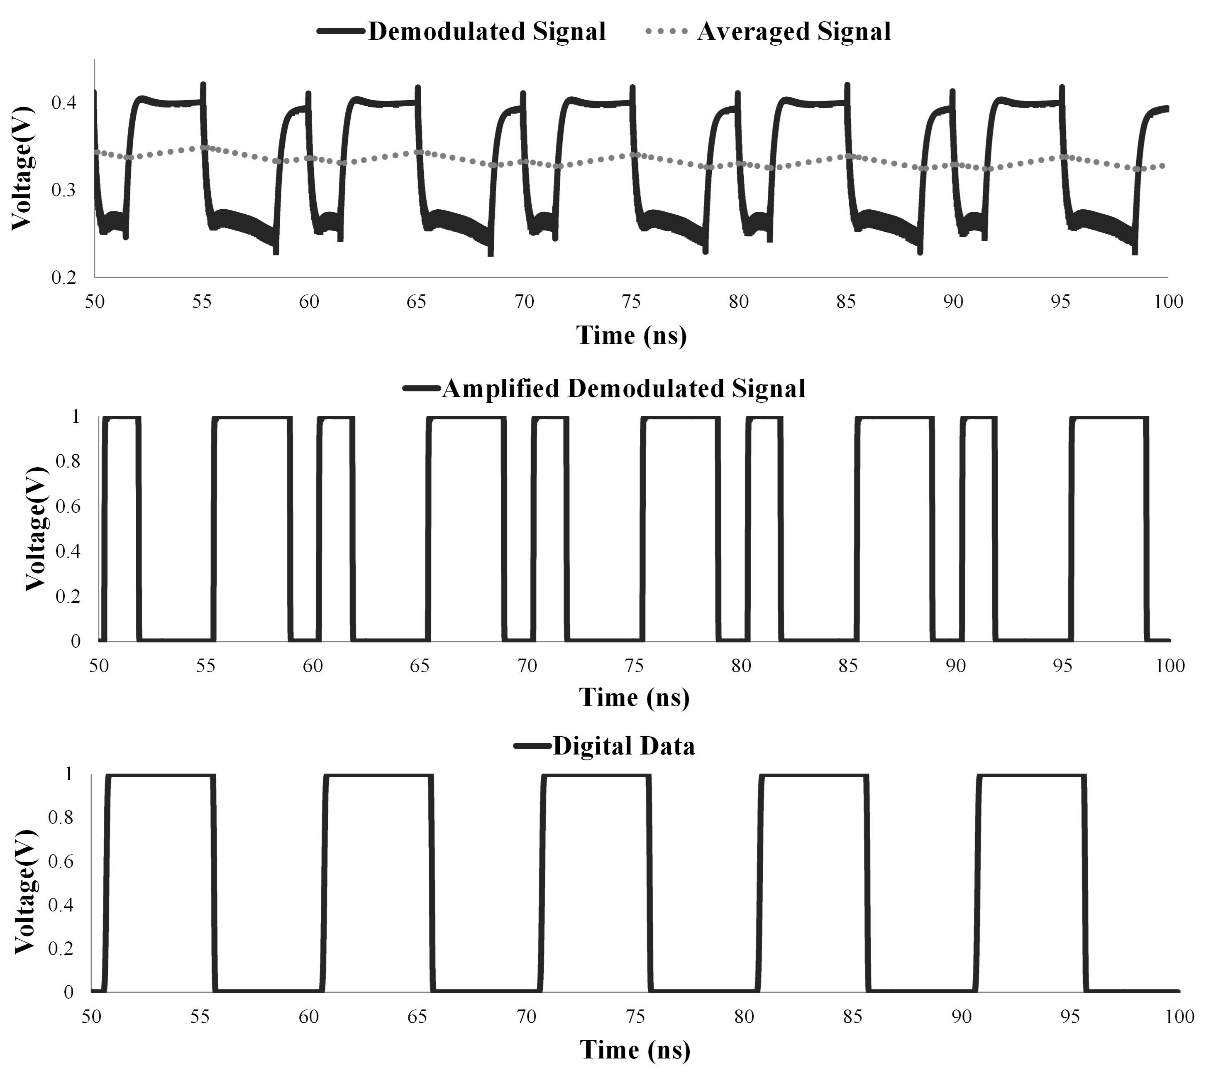 Demodulated Signal Averaged Signal
Voltage(V)
0.4
0.3
0.2
50 55 60 65 70 75 80 85 90 95 100
Time (ns)
Amplified Demodulated Signal
Voltage(V)
1
0.8
0.6
0.4
0.2
0
50 55 60 65 70 75 80 85 90 95 100
Time (ns)
Digital Data
Voltage(V)
1
0.8
0.6
0.4
0.2
0
50 55 60 65 70 75 80 85 90 95 100
Time (ns)